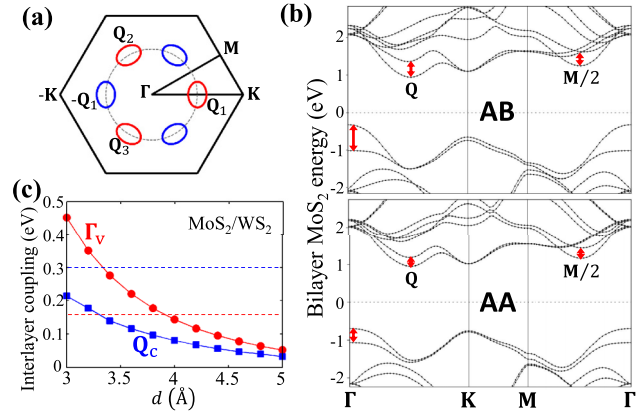 (a)
Q₂
M
Γ
-K
-Q₁
Q₁
K
Q₃
(b)
Bilayer MoS₂ energy (eV)
2
1
0
-1
-2
Q
M/2
AB
2
1
0
-1
-2
Q
M/2
AA
Γ
K
M
Γ
(c)
Interlayer coupling (eV)
0.5
0.4
0.3
0.2
0.1
0
Γᵥ
MoS₂/WS₂
Q_C
3
3.5
4
4.5
5
d (Å)